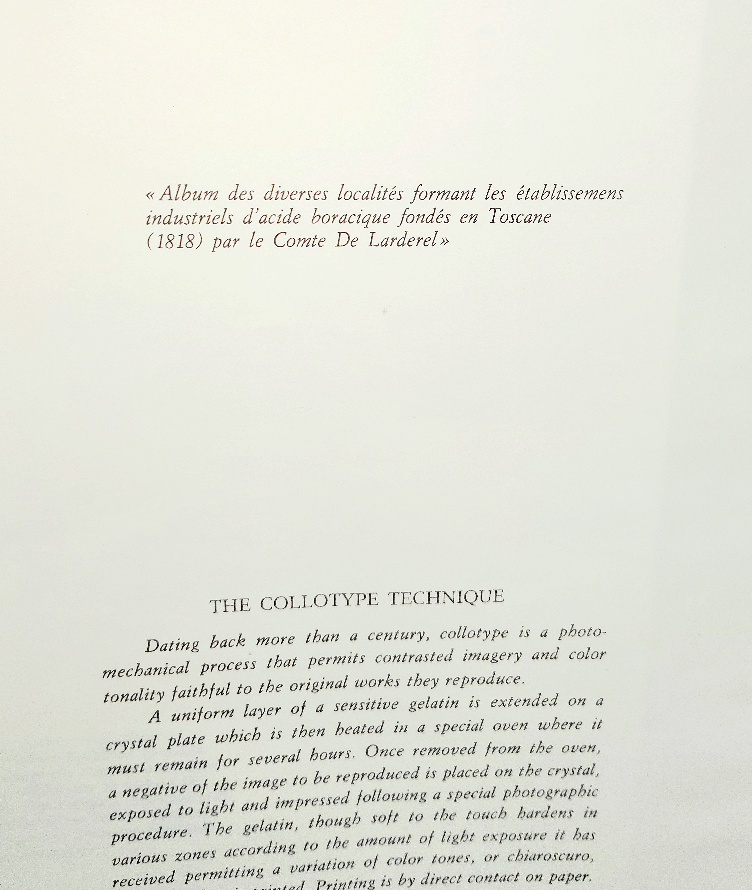 « Album des diverses localités formant les établissemens
industriels d'acide boracique fondés en Toscane
(1818) par le Comte De Larderel »
THE COLLOTYPE TECHNIQUE
Dating back more than a century, collotype is a photo-
mechanical process that permits contrasted imagery and color
tonality faithful to the original works they reproduce.
A uniform layer of a sensitive gelatin is extended on a
crystal plate which is then heated in a special oven where it
must remain for several hours. Once removed from the oven,
a negative of the image to be reproduced is placed on the crystal,
exposed to light and impressed following a special photographic
procedure. The gelatin, though soft to the touch hardens in
various zones according to the amount of light exposure it has
received permitting a variation of color tones, or chiaroscuro,
printed. Printing is by direct contact on paper.